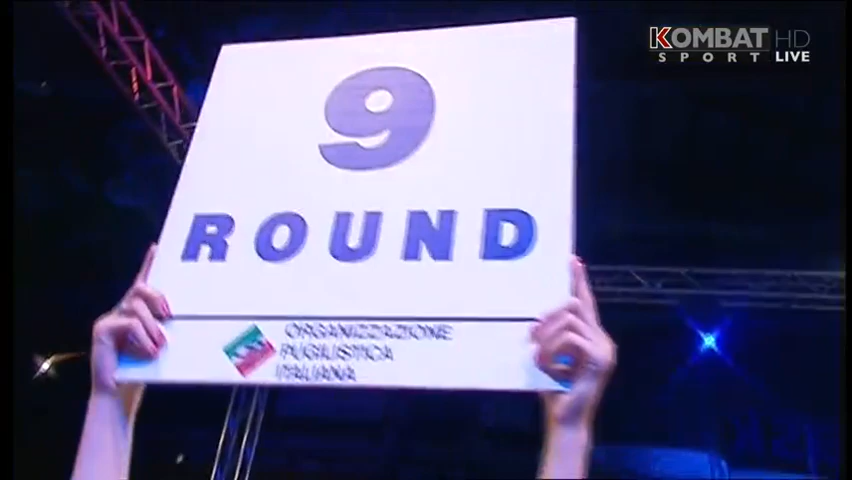 KOMBAT HD
SPORT LIVE
9
ROUND
ORGANIZZAZIONE
PUGILISTICA
ITALIANA